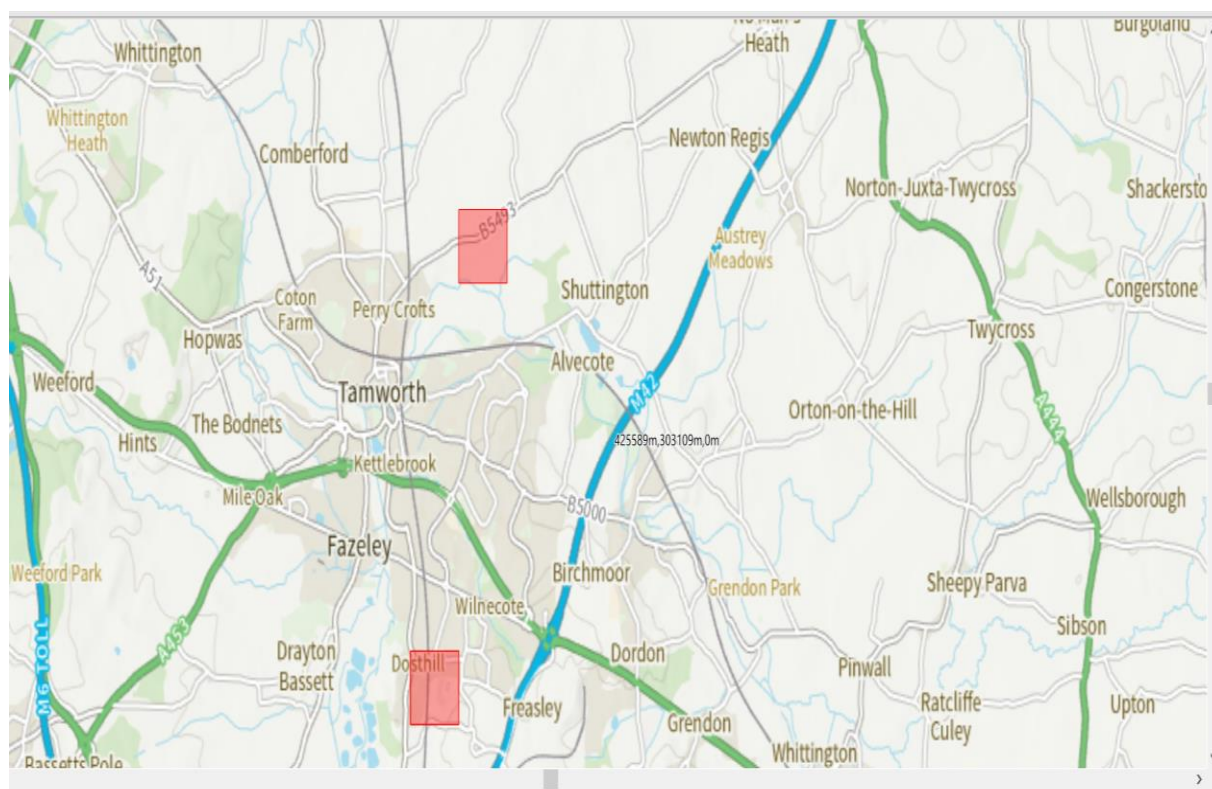 No Man's
Heath
Burgoland
Whittington
Whittington
Heath
Comberford
Newton Regis
Norton-Juxta-Twycross
Shackersto
B5493
Austrey
Meadows
A51
Shuttington
Congerstone
Coton
Farm
Perry Crofts
Hopwas
Twycross
Alvecote
Weeford
Tamworth
M42
A444
The Bodnets
Orton-on-the-Hill
Hints
425589m,303109m,0m
Kettlebrook
Mile Oak
B5000
Wellsborough
Fazeley
Weeford Park
Birchmoor
Grendon Park
Sheepy Parva
Wilnecote
Sibson
A453
M6 TOLL
Drayton
Bassett
Dosthill
Dordon
Pinwall
Freasley
Grendon
Ratcliffe
Culey
Upton
Whittington
Bassetts Pole